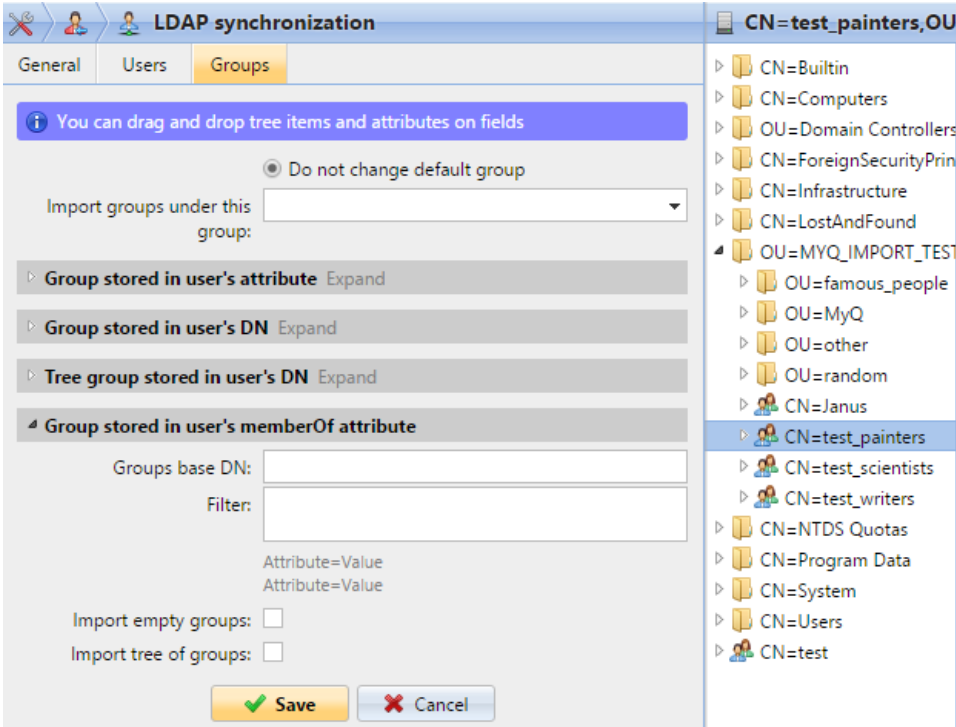 LDAP synchronization
General Users Groups
You can drag and drop tree items and attributes on fields
Do not change default group
Import groups under this
group:
Group stored in user's attribute Expand
Group stored in user's DN Expand
Tree group stored in user's DN Expand
Group stored in user's memberOf attribute
Groups base DN:
Filter:
Attribute=Value
Attribute=Value
Import empty groups:
Import tree of groups:
Save Cancel
CN=test_painters,OU
CN=Builtin
CN=Computers
OU=Domain Controllers
CN=ForeignSecurityPrin
CN=Infrastructure
CN=LostAndFound
OU=MYQ_IMPORT_TEST
OU=famous_people
OU=MyQ
OU=other
OU=random
CN=Janus
CN=test_painters
CN=test_scientists
CN=test_writers
CN=NTDS Quotas
CN=Program Data
CN=System
CN=Users
CN=test